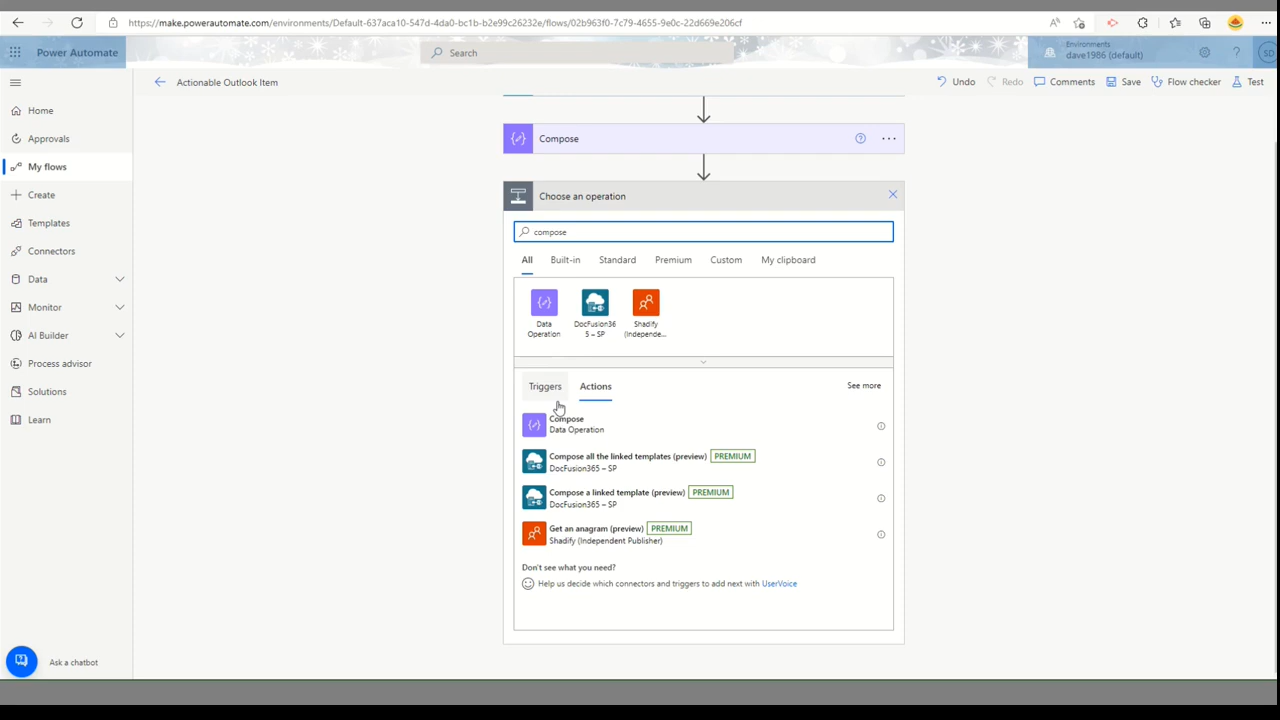 https://make.powerautomate.com/environments/Default-637aca10-547d-4da0-bc1b-b2e99c26232e/flows/02b963f0-7c79-4655-9e0c-22d669e206cf
Power Automate
Search
Environments
dave1986 (default)
SD
Actionable Outlook Item
Undo
Redo
Comments
Save
Flow checker
Test
Home
Approvals
My flows
Create
Templates
Connectors
Data
Monitor
AI Builder
Process advisor
Solutions
Learn
Ask a chatbot
Compose
Choose an operation
compose
All
Built-in
Standard
Premium
Custom
My clipboard
Data
Operation
DocFusion36
5 – SP
Shadify
(Independe...
Triggers
Actions
See more
Compose
Data Operation
Compose all the linked templates (preview) PREMIUM
DocFusion365 – SP
Compose a linked template (preview) PREMIUM
DocFusion365 – SP
Get an anagram (preview) PREMIUM
Shadify (Independent Publisher)
Don't see what you need?
Help us decide which connectors and triggers to add next with UserVoice